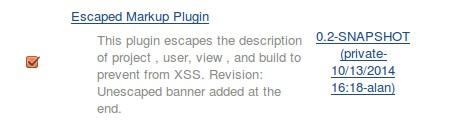 Escaped Markup Plugin
This plugin escapes the description
of project , user, view , and build to
prevent from XSS. Revision:
Unescaped banner added at the
end.
0.2-SNAPSHOT
(private-
10/13/2014
16:18-alan)